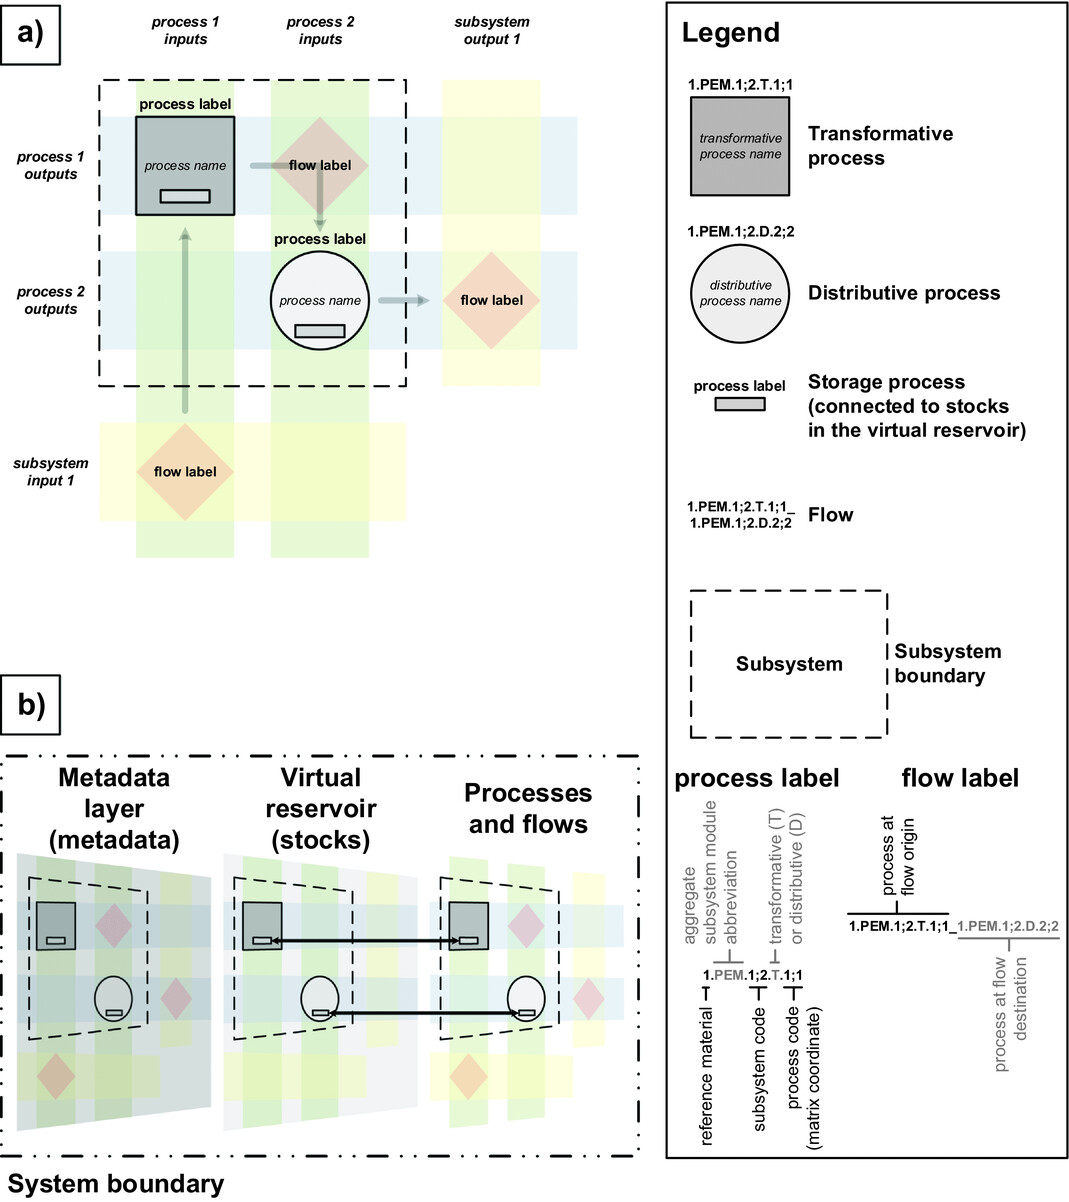 a)
process 1
inputs
process 2
inputs
subsystem
output 1
process label
process 1
outputs
process name
flow label
process label
process 2
outputs
process name
flow label
subsystem
input 1
flow label
b)
Metadata
layer
(metadata)
Virtual
reservoir
(stocks)
Processes
and flows
System boundary
Legend
1.PEM.1;2.T.1;1
transformative
process name
Transformative
process
1.PEM.1;2.D.2;2
distributive
process name
Distributive process
process label
Storage process
(connected to stocks
in the virtual reservoir)
1.PEM.1;2.T.1;1_
1.PEM.1;2.D.2;2
Flow
Subsystem
Subsystem
boundary
process label
aggregate
subsystem module
abbreviation
transformative (T)
or distributive (D)
1.PEM.1;2.T.1;1
reference material
subsystem code
process code
(matrix coordinate)
flow label
process at
flow origin
1.PEM.1;2.T.1;1_1.PEM.1;2.D.2;2
process at flow
destination